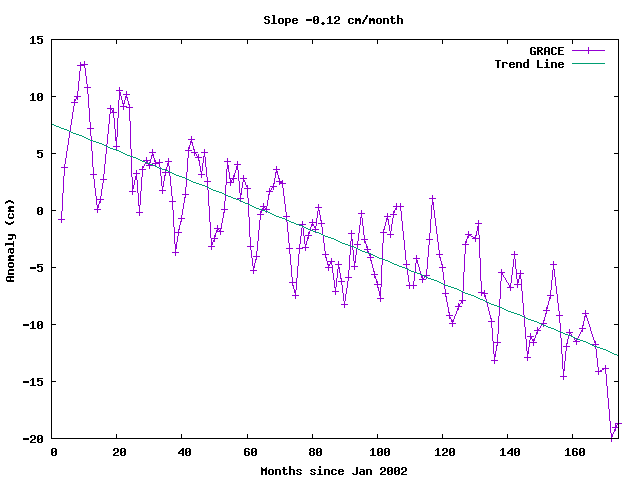 Slope -0.12 cm/month
15
10
5
0
-5
-10
-15
-20
Anomaly (cm)
GRACE
Trend Line
0 20 40 60 80 100 120 140 160
Months since Jan 2002